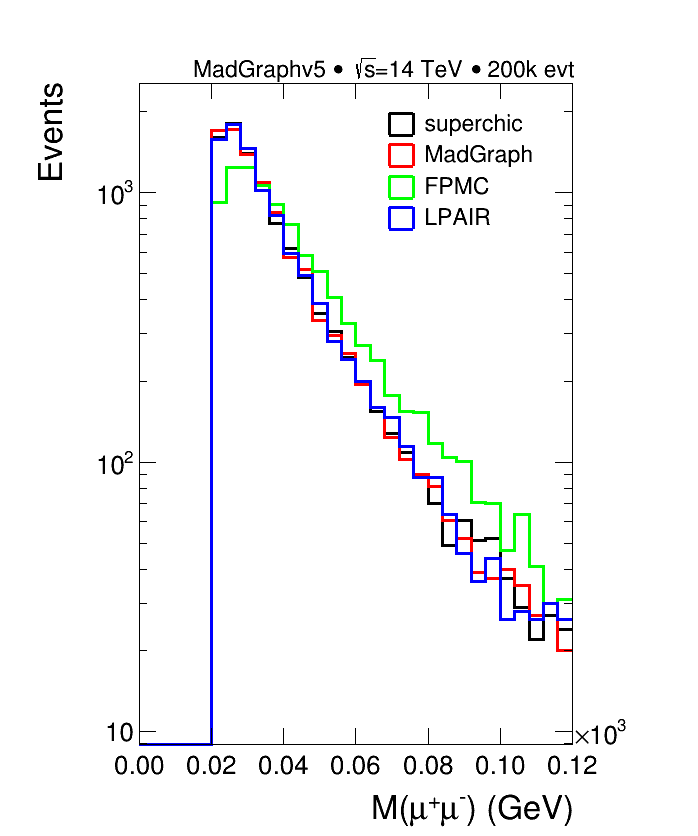 MadGraphv5 • √s=14 TeV • 200k evt
Events
superchic
MadGraph
FPMC
LPAIR
10³
10²
10
×10³
0.00 0.02 0.04 0.06 0.08 0.10 0.12
M(μ⁺μ⁻) (GeV)